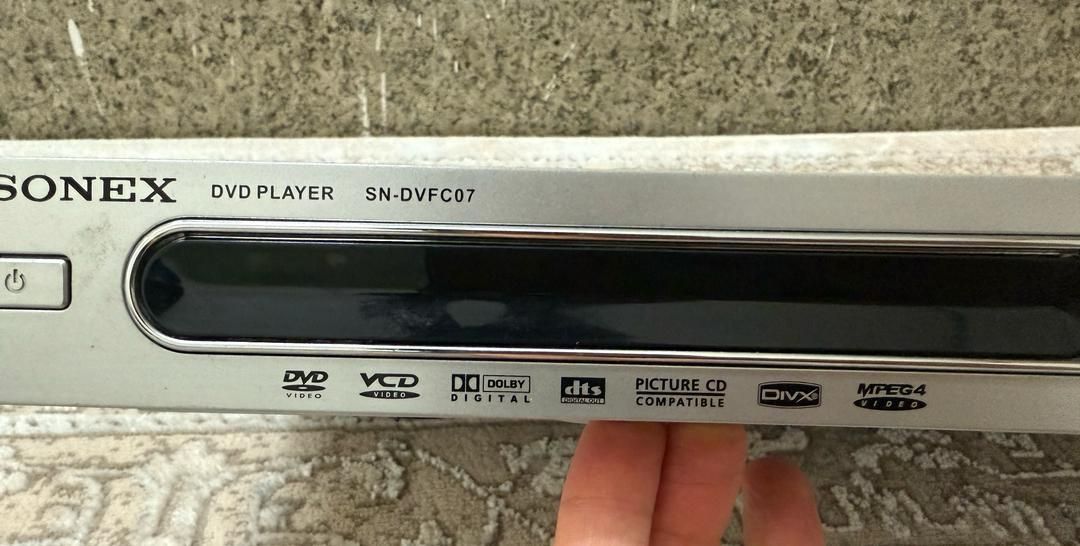 SONEX DVD PLAYER SN-DVFC07
DVD VIDEO
VCD VIDEO
DOLBY DIGITAL
dts DIGITAL OUT
PICTURE CD COMPATIBLE
DIVX
MPEG4 VIDEO